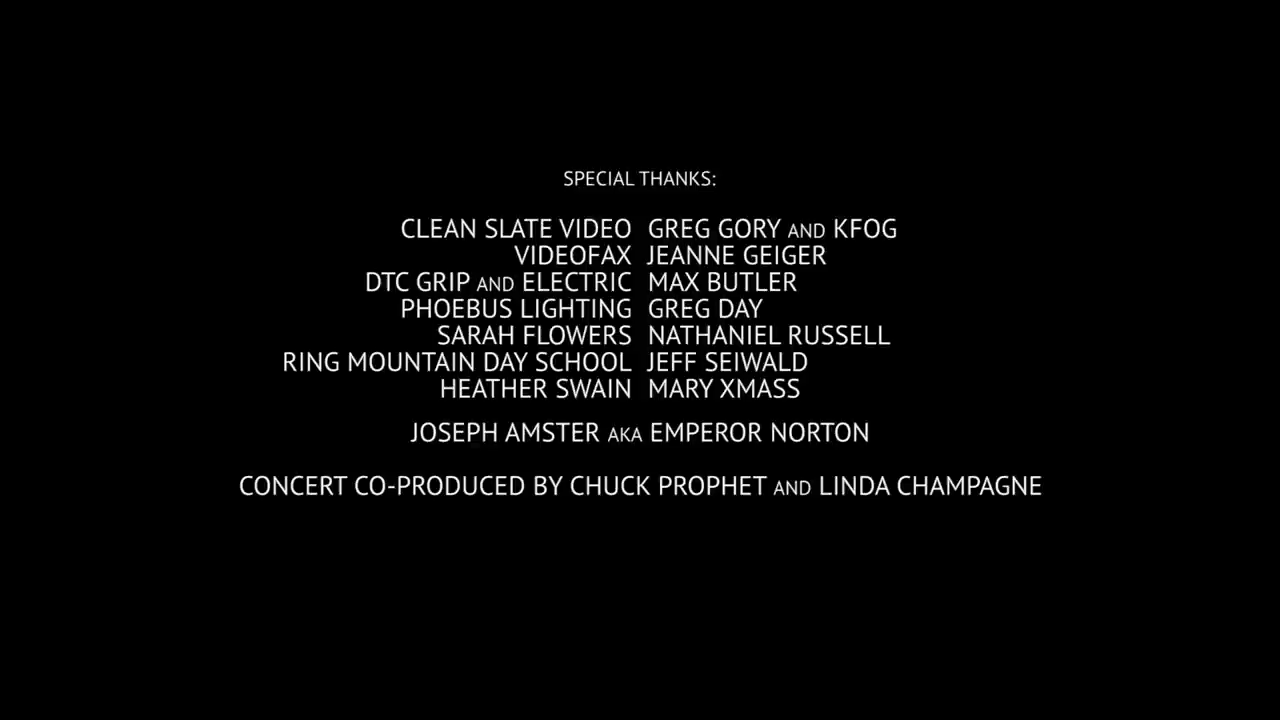 SPECIAL THANKS:
CLEAN SLATE VIDEO GREG GORY AND KFOG
VIDEOFAX JEANNE GEIGER
DTC GRIP AND ELECTRIC MAX BUTLER
PHOEBUS LIGHTING GREG DAY
SARAH FLOWERS NATHANIEL RUSSELL
RING MOUNTAIN DAY SCHOOL JEFF SEIWALD
HEATHER SWAIN MARY XMASS
JOSEPH AMSTER AKA EMPEROR NORTON
CONCERT CO-PRODUCED BY CHUCK PROPHET AND LINDA CHAMPAGNE